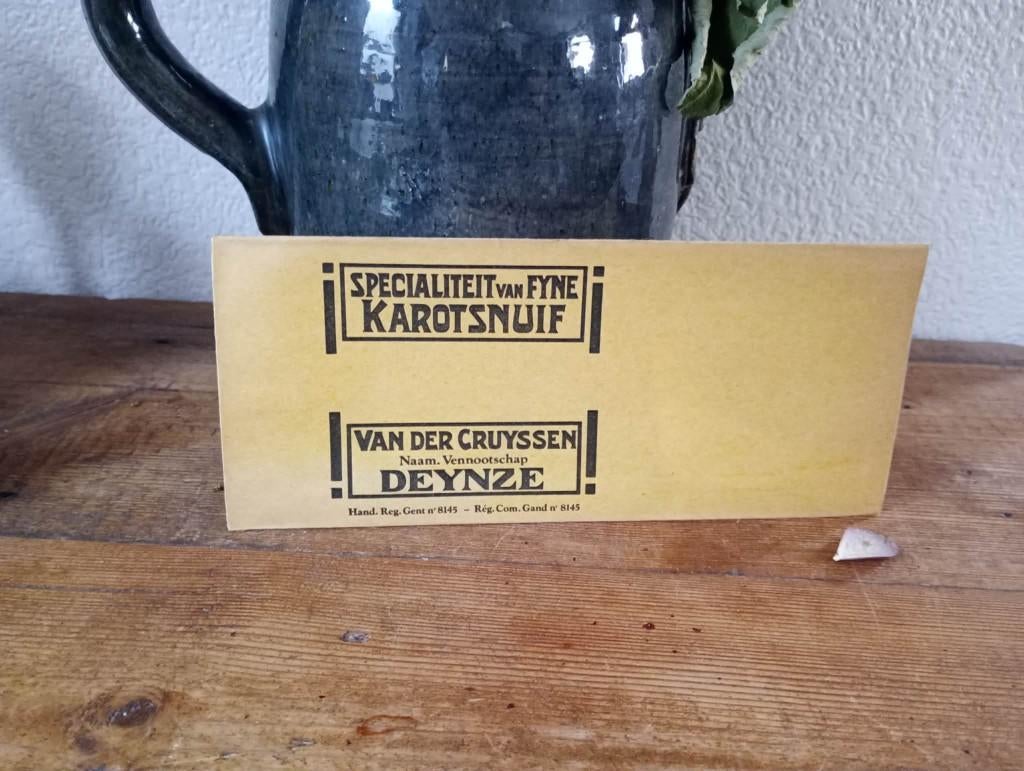 SPECIALITEIT VAN FYNE
KAROTSNUIF
VAN DER CRUYSSEN
Naam. Vennootschap
DEYNZE
Hand. Reg. Gent nr 8145 – Rég. Com. Gand nr 8145